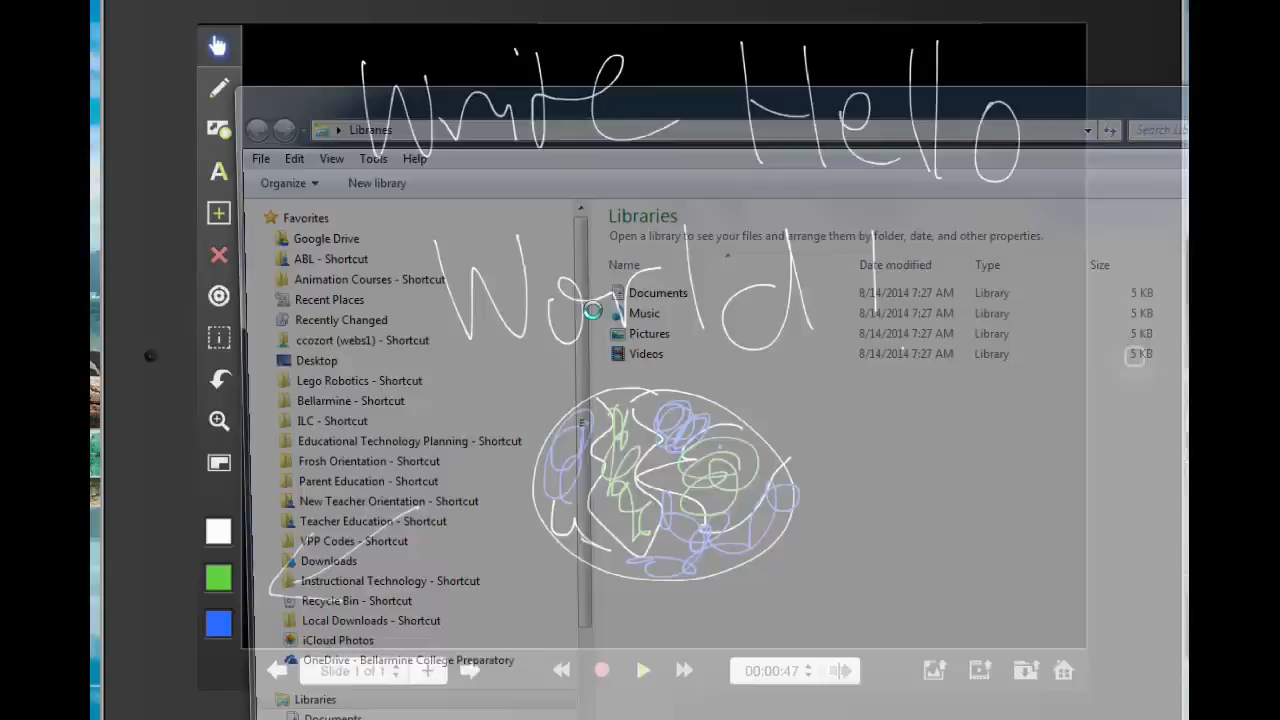 Write Hello
Libraries
Search Lib
File Edit View Tools Help
Organize New library
World !
Favorites
Google Drive
ABL - Shortcut
Animation Courses - Shortcut
Recent Places
Recently Changed
ccozort (webs1) - Shortcut
Desktop
Lego Robotics - Shortcut
Bellarmine - Shortcut
ILC - Shortcut
Educational Technology Planning - Shortcut
Frosh Orientation - Shortcut
Parent Education - Shortcut
New Teacher Orientation - Shortcut
Teacher Education - Shortcut
VPP Codes - Shortcut
Downloads
Instructional Technology - Shortcut
Recycle Bin - Shortcut
Local Downloads - Shortcut
iCloud Photos
OneDrive - Bellarmine College Preparatory
Libraries
Documents
Libraries
Open a library to see your files and arrange them by folder, date, and other properties.
Name Date modified Type Size
Documents 8/14/2014 7:27 AM Library 5 KB
Music 8/14/2014 7:27 AM Library 5 KB
Pictures 8/14/2014 7:27 AM Library 5 KB
Videos 8/14/2014 7:27 AM Library 5 KB
A
Slide 1 of 1 00:00:47